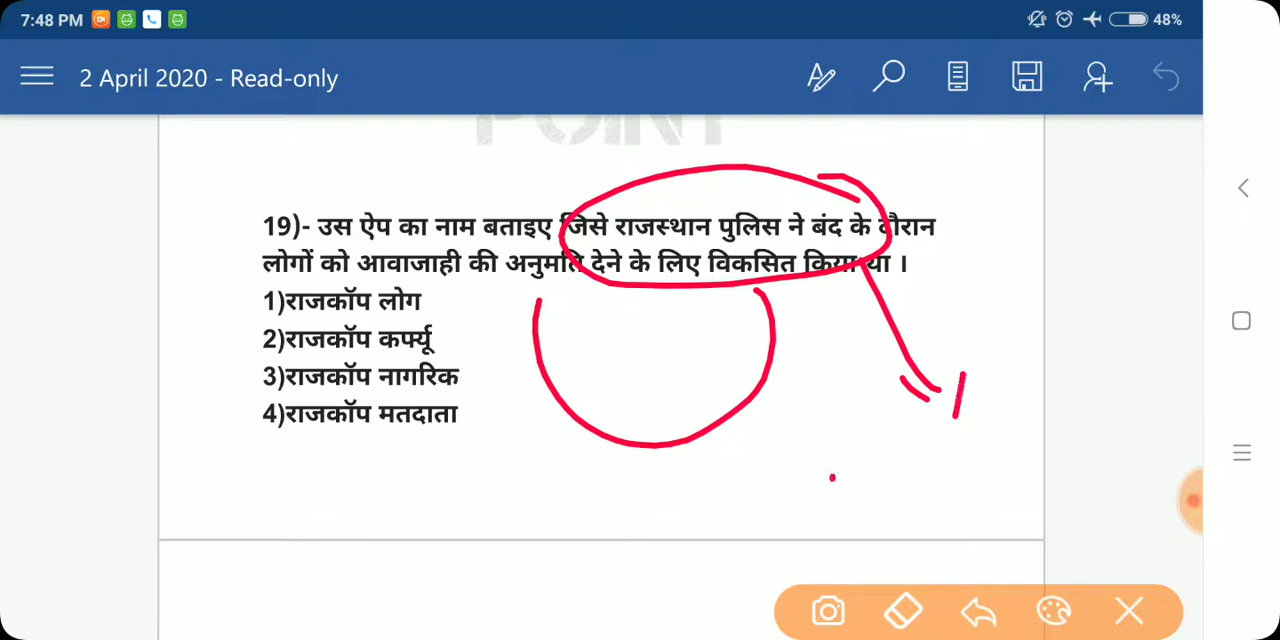 7:48 PM 48%
2 April 2020 - Read-only
POINT
19)- उस ऐप का नाम बताइए जिसे राजस्थान पुलिस ने बंद के दौरान
लोगों को आवाजाही की अनुमति देने के लिए विकसित किया था ।
1)राजकॉप लोग
2)राजकॉप कर्फ्यू
3)राजकॉप नागरिक
4)राजकॉप मतदाता